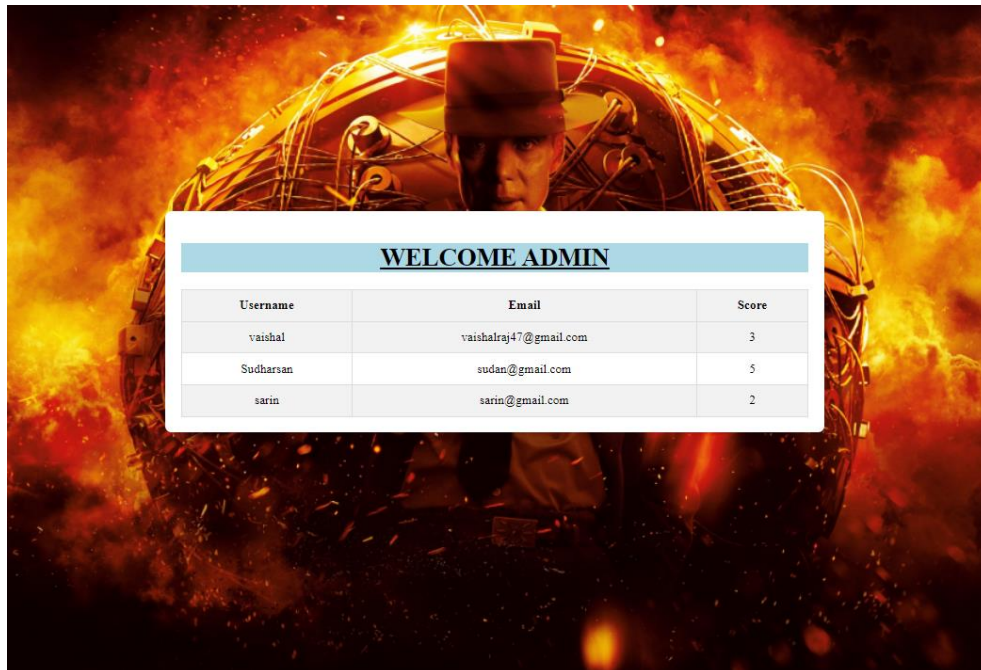 WELCOME ADMIN
Username Email Score
vaishal vaishalraj47@gmail.com 3
Sudharsan sudan@gmail.com 5
sarin sarin@gmail.com 2